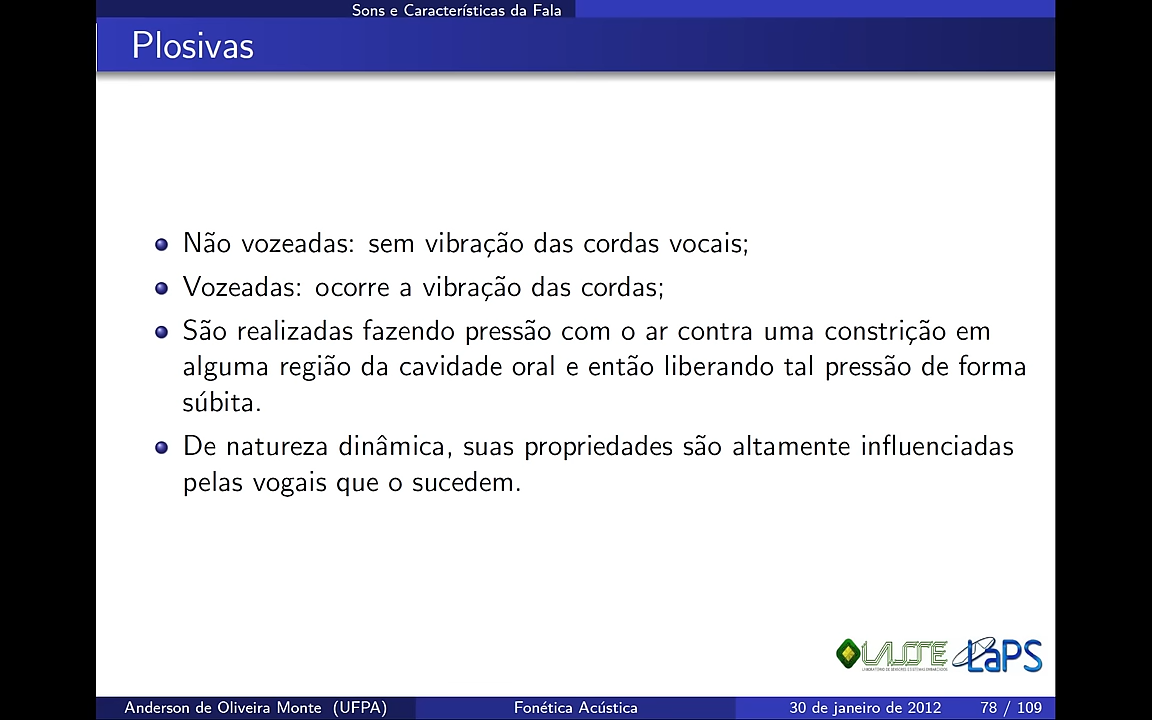 Sons e Características da Fala
Plosivas
Não vozeadas: sem vibração das cordas vocais;
Vozeadas: ocorre a vibração das cordas;
São realizadas fazendo pressão com o ar contra uma constrição em
alguma região da cavidade oral e então liberando tal pressão de forma
súbita.
De natureza dinâmica, suas propriedades são altamente influenciadas
pelas vogais que o sucedem.
LASSE LaPS
Anderson de Oliveira Monte (UFPA) Fonética Acústica 30 de janeiro de 2012 78 / 109